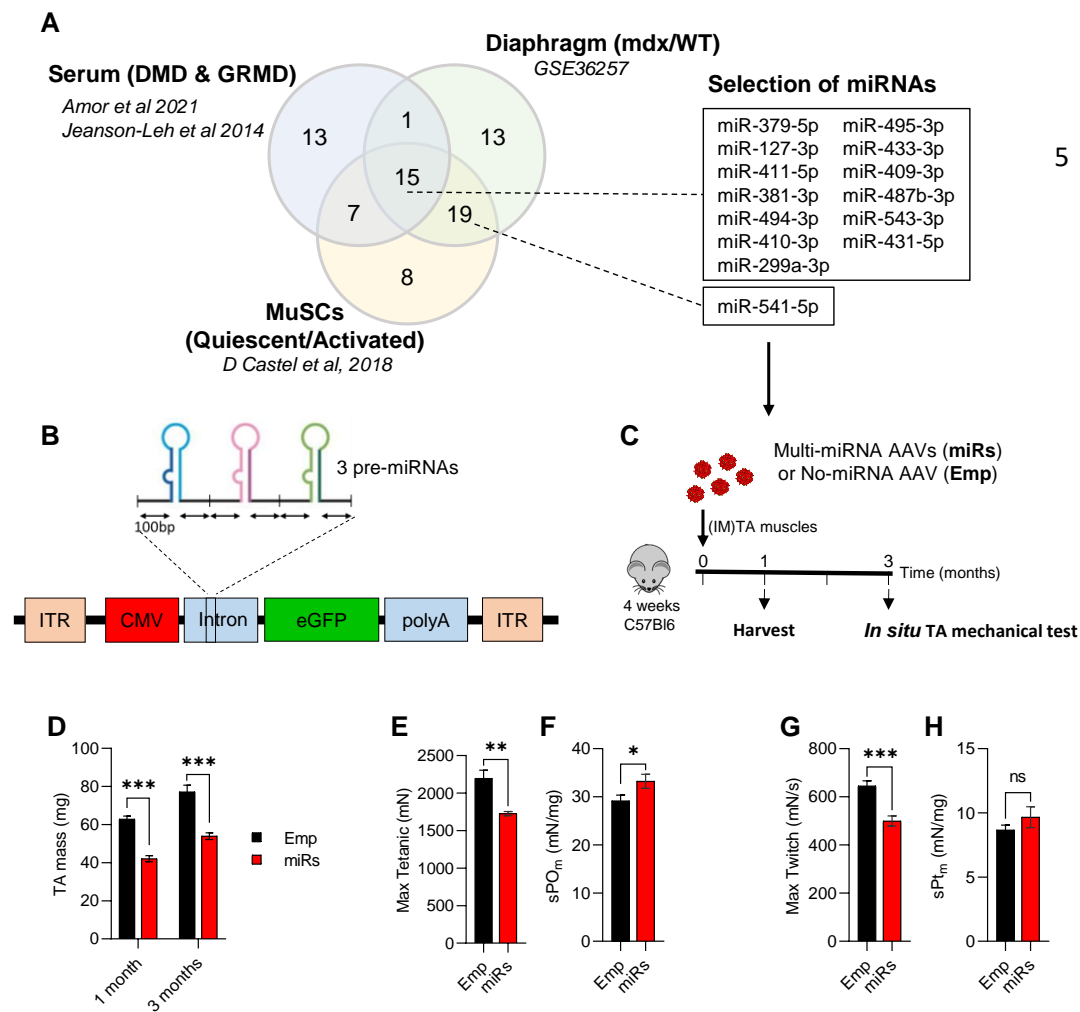 A
Serum (DMD & GRMD)
Amor et al 2021
Jeanson-Leh et al 2014
Diaphragm (mdx/WT)
GSE36257
13
1
13
15
7
19
8
MuSCs
(Quiescent/Activated)
D Castel et al, 2018
Selection of miRNAs
miR-379-5p miR-495-3p
miR-127-3p miR-433-3p
miR-411-5p miR-409-3p
miR-381-3p miR-487b-3p
miR-494-3p miR-543-3p
miR-410-3p miR-431-5p
miR-299a-3p
miR-541-5p
5
B
3 pre-miRNAs
100bp
ITR CMV Intron eGFP polyA ITR
C
Multi-miRNA AAVs (miRs)
or No-miRNA AAV (Emp)
(IM)TA muscles
0 1 3 Time (months)
4 weeks
C57Bl6
Harvest
In situ TA mechanical test
D
TA mass (mg)
100
80
60
40
20
0
***
***
1 month
3 months
Emp
miRs
E
Max Tetanic (mN)
2500
2000
1500
1000
500
0
**
Emp
miRs
F
sPOm (mN/mg)
40
30
20
10
0
*
Emp
miRs
G
Max Twitch (mN/s)
800
600
400
200
0
***
Emp
miRs
H
sPtm (mN/mg)
15
10
5
0
ns
Emp
miRs